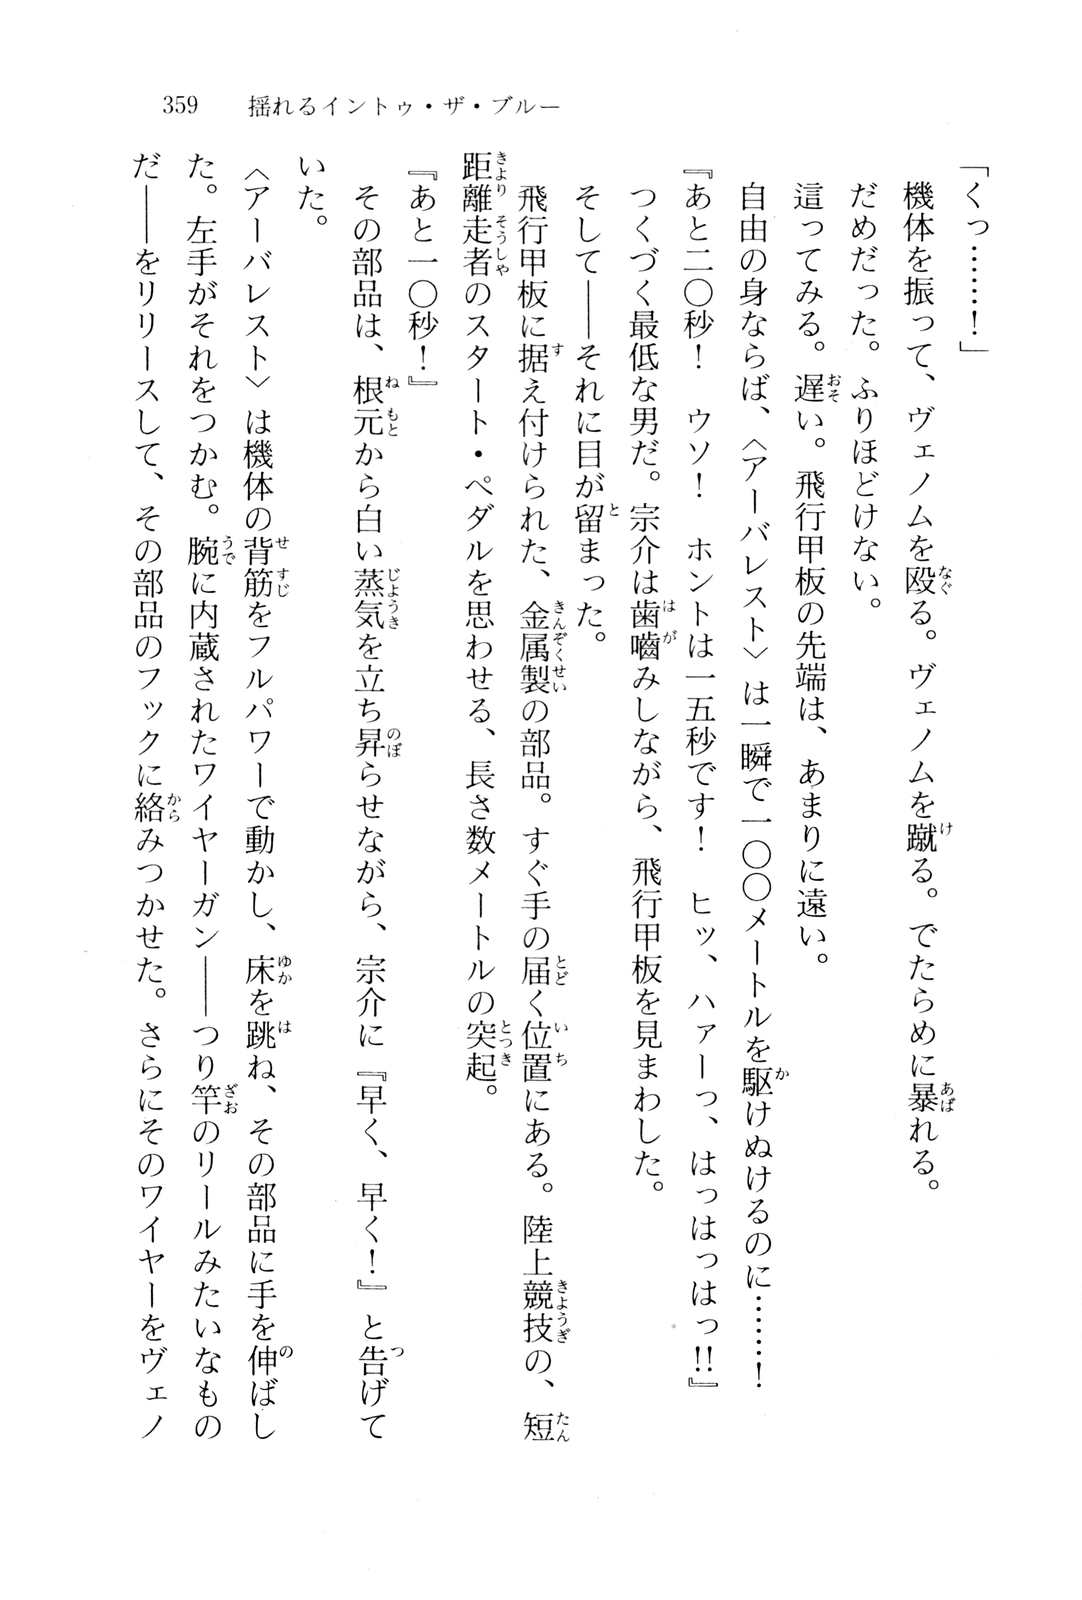 359　揺れるイントゥ・ザ・ブルー
「くっ……！」
　機体を振って、ヴェノムを殴る。ヴェノムを蹴る。でたらめに暴れる。
だめだった。ふりほどけない。
這ってみる。遅い。飛行甲板の先端は、あまりに遠い。
自由の身ならば、〈アーバレスト〉は一瞬で一〇〇メートルを駆けぬけるのに……！
『あと二〇秒！　ウソ！　ホントは一五秒です！　ヒッ、ハァーっ、はっはっはっ!!』
　つくづく最低な男だ。宗介は歯嚙みしながら、飛行甲板を見まわした。
　そして――それに目が留まった。
　飛行甲板に据え付けられた、金属製の部品。すぐ手の届く位置にある。陸上競技の、短
距離走者のスタート・ペダルを思わせる、長さ数メートルの突起。
『あと一〇秒！』
　その部品は、根元から白い蒸気を立ち昇らせながら、宗介に『早く、早く！』と告げて
いた。
〈アーバレスト〉は機体の背筋をフルパワーで動かし、床を跳ね、その部品に手を伸ばし
た。左手がそれをつかむ。腕に内蔵されたワイヤーガン――つり竿のリールみたいなもの
だ――をリリースして、その部品のフックに絡みつかせた。さらにそのワイヤーをヴェノ